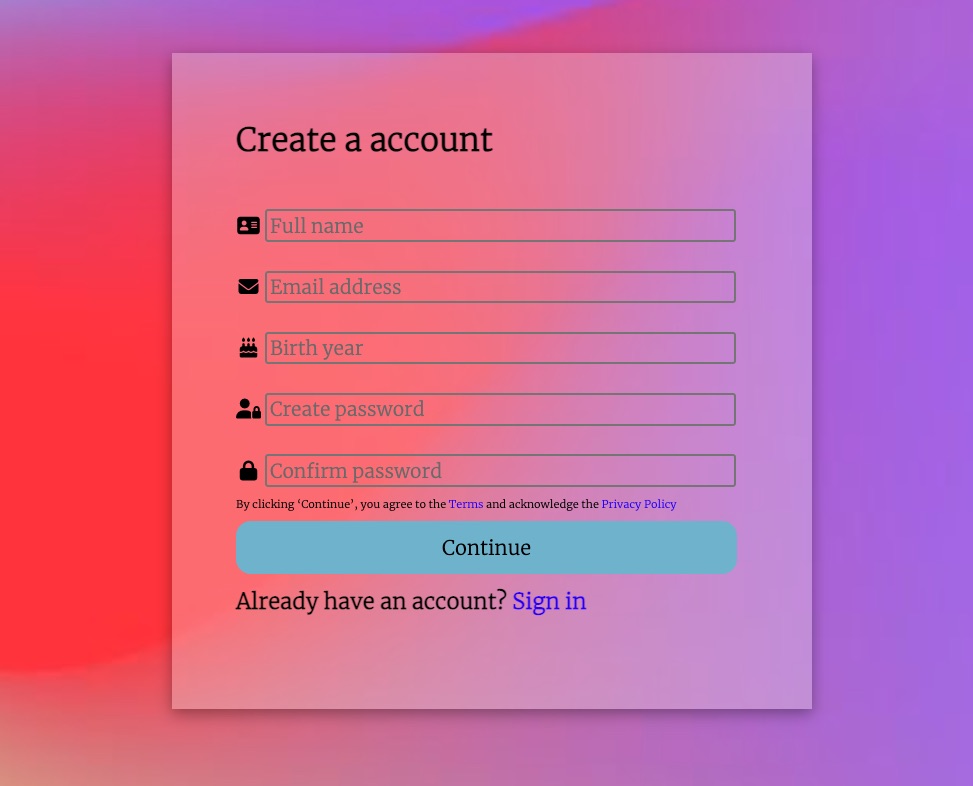 Create a account
Full name
Email address
Birth year
Create password
Confirm password
By clicking ‘Continue’, you agree to the Terms and acknowledge the Privacy Policy
Continue
Already have an account? Sign in